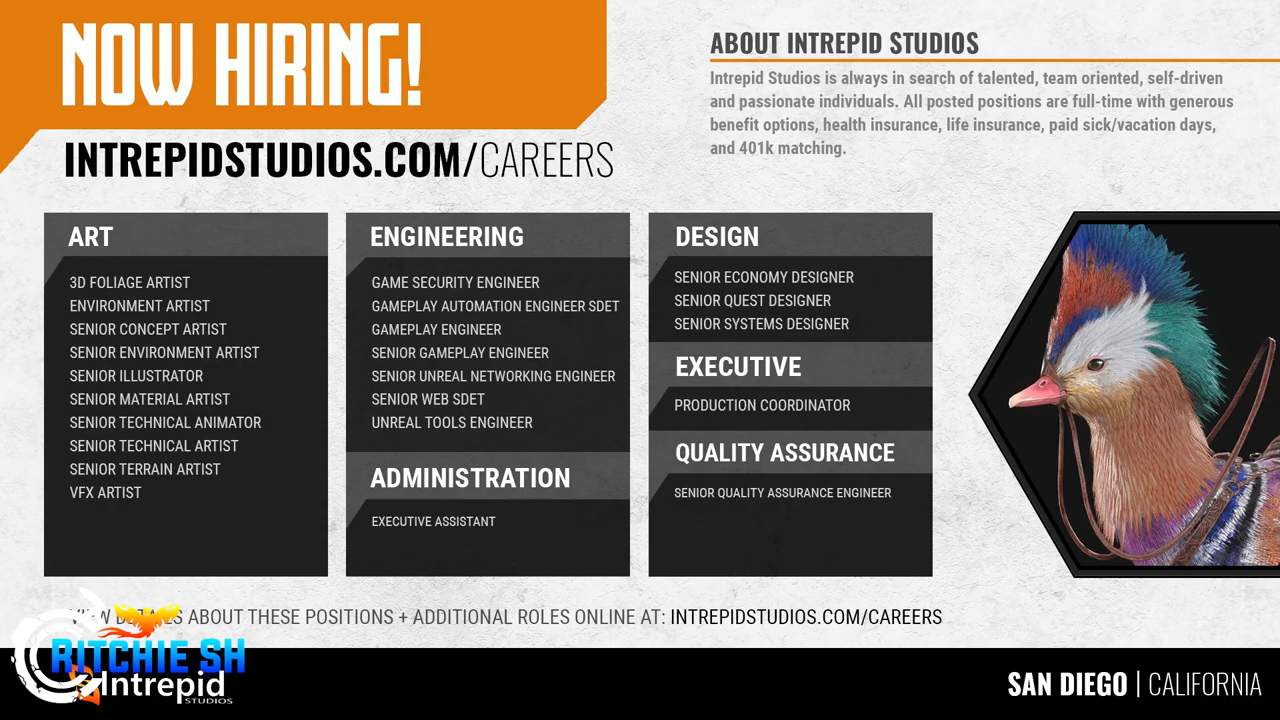 NOW HIRING!
INTREPIDSTUDIOS.COM/CAREERS
ABOUT INTREPID STUDIOS
Intrepid Studios is always in search of talented, team oriented, self-driven
and passionate individuals. All posted positions are full-time with generous
benefit options, health insurance, life insurance, paid sick/vacation days,
and 401k matching.
ART
3D FOLIAGE ARTIST
ENVIRONMENT ARTIST
SENIOR CONCEPT ARTIST
SENIOR ENVIRONMENT ARTIST
SENIOR ILLUSTRATOR
SENIOR MATERIAL ARTIST
SENIOR TECHNICAL ANIMATOR
SENIOR TECHNICAL ARTIST
SENIOR TERRAIN ARTIST
VFX ARTIST
ENGINEERING
GAME SECURITY ENGINEER
GAMEPLAY AUTOMATION ENGINEER SDET
GAMEPLAY ENGINEER
SENIOR GAMEPLAY ENGINEER
SENIOR UNREAL NETWORKING ENGINEER
SENIOR WEB SDET
UNREAL TOOLS ENGINEER
ADMINISTRATION
EXECUTIVE ASSISTANT
DESIGN
SENIOR ECONOMY DESIGNER
SENIOR QUEST DESIGNER
SENIOR SYSTEMS DESIGNER
EXECUTIVE
PRODUCTION COORDINATOR
QUALITY ASSURANCE
SENIOR QUALITY ASSURANCE ENGINEER
ABOUT THESE POSITIONS + ADDITIONAL ROLES ONLINE AT: INTREPIDSTUDIOS.COM/CAREERS
RITCHIE SH
Intrepid
STUDIOS
SAN DIEGO | CALIFORNIA